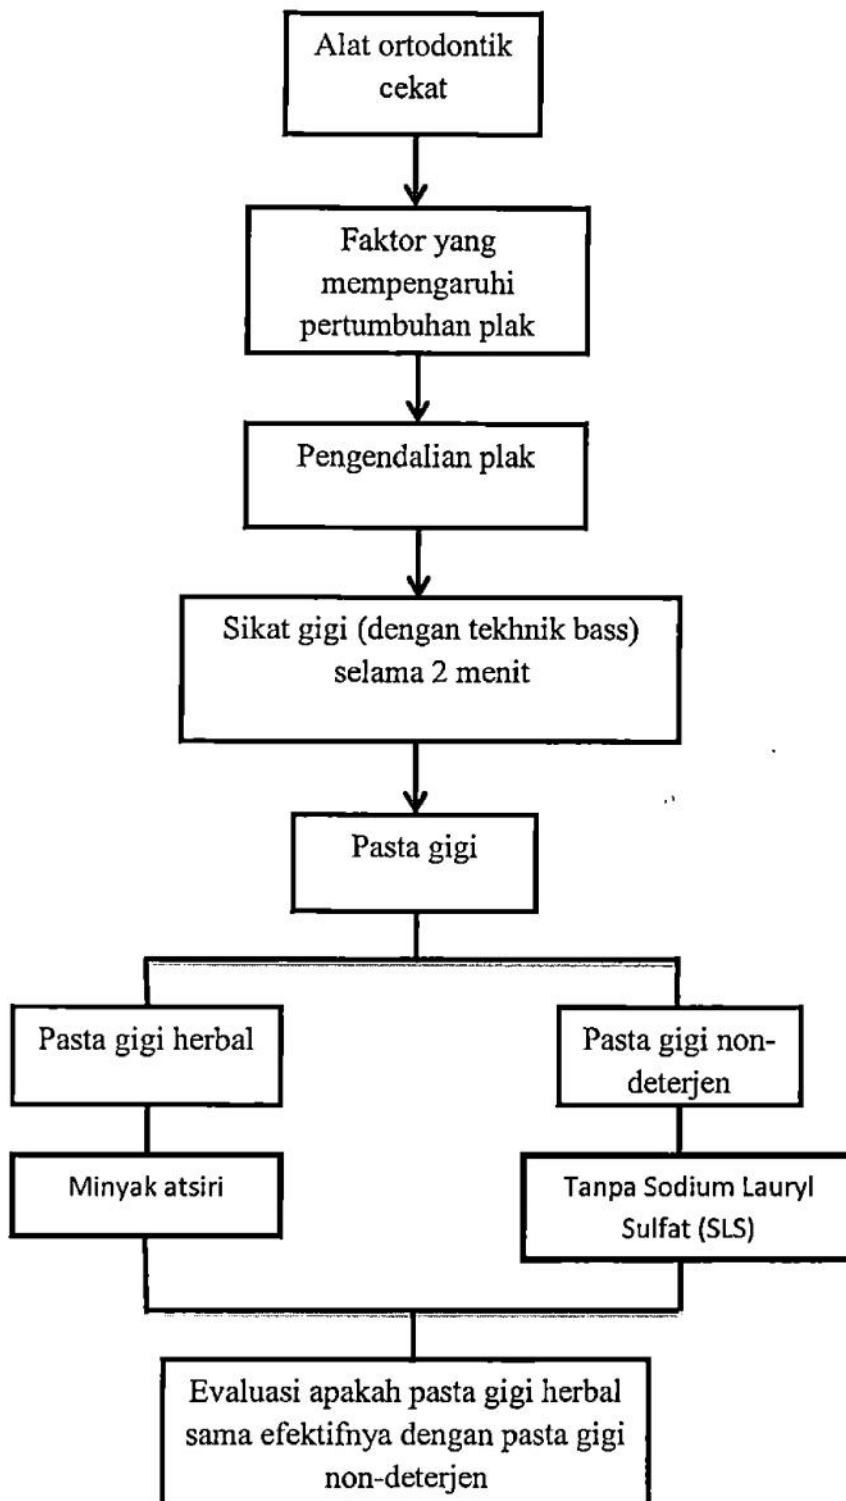 Alat ortodontik
cekat
Faktor yang
mempengaruhi
pertumbuhan plak
Pengendalian plak
Sikat gigi (dengan tekhnik bass)
selama 2 menit
Pasta gigi
Pasta gigi herbal
Pasta gigi non-
deterjen
Minyak atsiri
Tanpa Sodium Lauryl
Sulfat (SLS)
Evaluasi apakah pasta gigi herbal
sama efektifnya dengan pasta gigi
non-deterjen